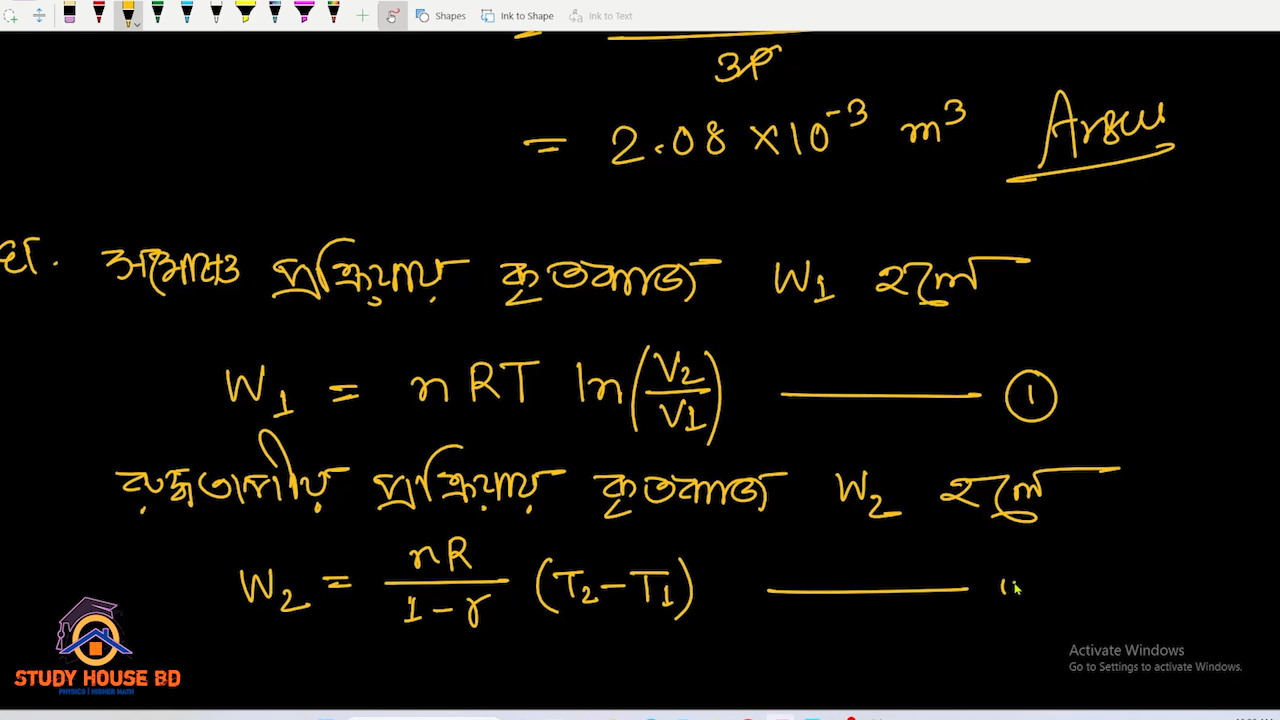 Shapes Ink to Shape Ink to Text
=
3P
= 2.08 ×10⁻³ m³ Answer
ঘ. সমোষ্ণ প্রক্রিয়ায় কৃতকাজ W₁ হলে
W₁ = nRT ln(V₂/V₁) ——— ①
রুদ্ধতাপীয় প্রক্রিয়ায় কৃতকাজ W₂ হলে
W₂ = nR/(1-γ) (T₂-T₁) ——— 
STUDY HOUSE BD
PHYSICS | HIGHER MATH
Activate Windows
Go to Settings to activate Windows.